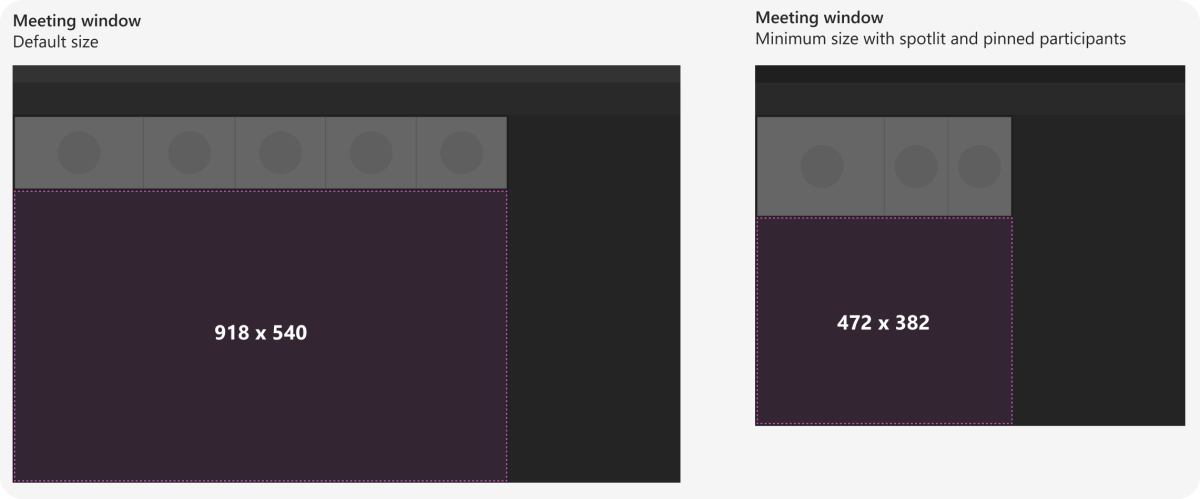 Meeting window
Default size
918 x 540
Meeting window
Minimum size with spotlit and pinned participants
472 x 382